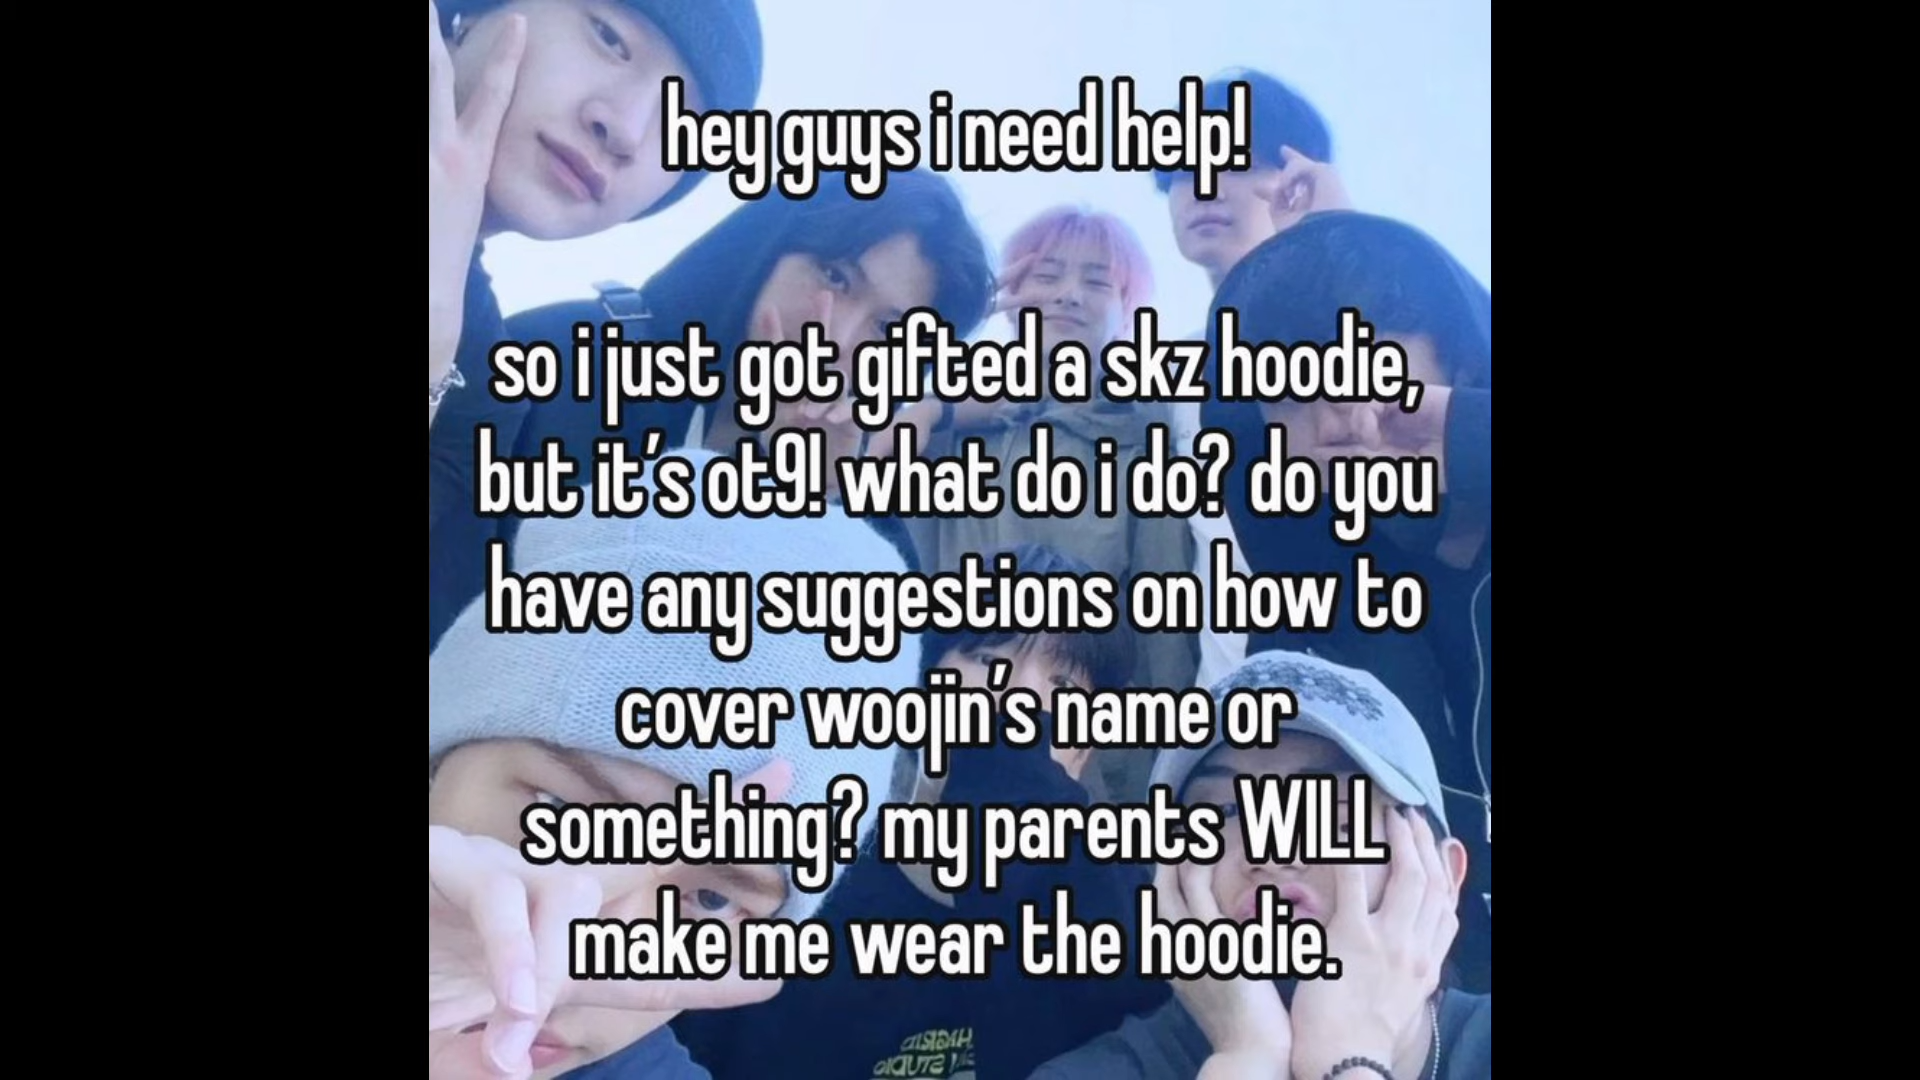 hey guys i need help!
so i just got gifted a skz hoodie,
but it's ot9! what do i do? do you
have any suggestions on how to
cover woojin's name or
something? my parents WILL
make me wear the hoodie.